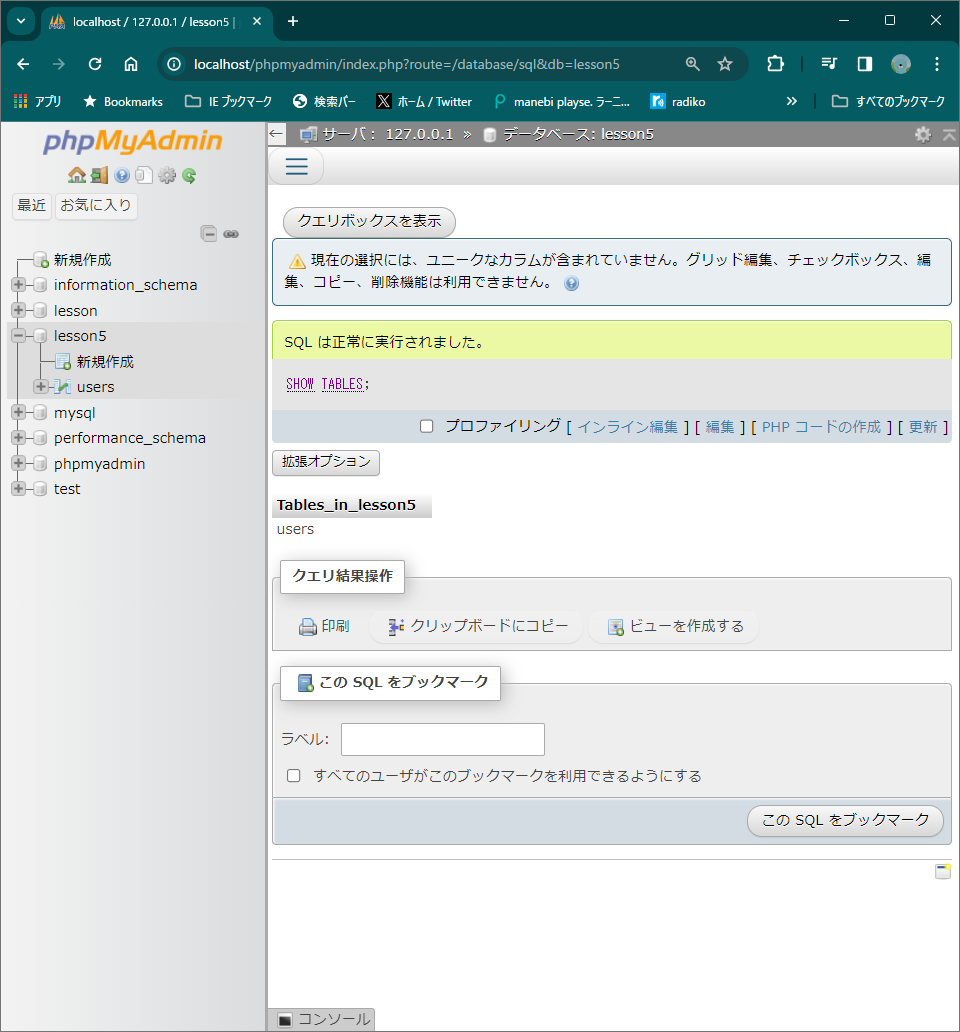 localhost / 127.0.0.1 / lesson5 |
localhost/phpmyadmin/index.php?route=/database/sql&db=lesson5
アプリ Bookmarks IE ブックマーク 検索バー ホーム / Twitter manebi playse. ラーニ... radiko » すべてのブックマーク
phpMyAdmin
最近 お気に入り
新規作成
information_schema
lesson
lesson5
新規作成
users
mysql
performance_schema
phpmyadmin
test
サーバ: 127.0.0.1 » データベース: lesson5
クエリボックスを表示
現在の選択には、ユニークなカラムが含まれていません。グリッド編集、チェックボックス、編
集、コピー、削除機能は利用できません。
SQL は正常に実行されました。
SHOW TABLES;
プロファイリング [ インライン編集 ] [ 編集 ] [ PHP コードの作成 ] [ 更新 ]
拡張オプション
Tables_in_lesson5
users
クエリ結果操作
印刷 クリップボードにコピー ビューを作成する
この SQL をブックマーク
ラベル:
すべてのユーザがこのブックマークを利用できるようにする
この SQL をブックマーク
コンソール